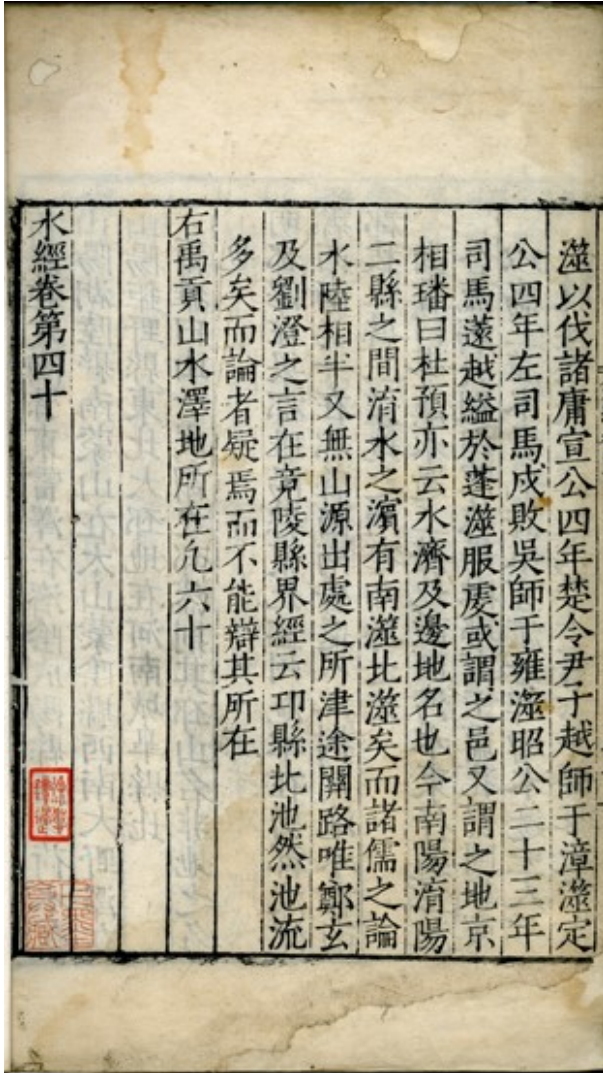 澨以伐諸庸宣公四年楚令尹子越師于漳澨定
公四年左司馬戍敗吳師于雍澨昭公二十三年
司馬薳越縊於薳澨服䖍或謂之邑又謂之地京
相璠曰杜預亦云水濟及邊地名也今南陽淯陽
二縣之間淯水之濱有南澨北澨矣而諸儒之論
水陸相半又無山源出處之所津途關路唯鄭玄
及劉澄之言在竟陵縣界經云卭縣北池然池流
多矣而論者疑焉而不能辯其所在
右禹貢山水澤地所在凢六十
水經卷第四十